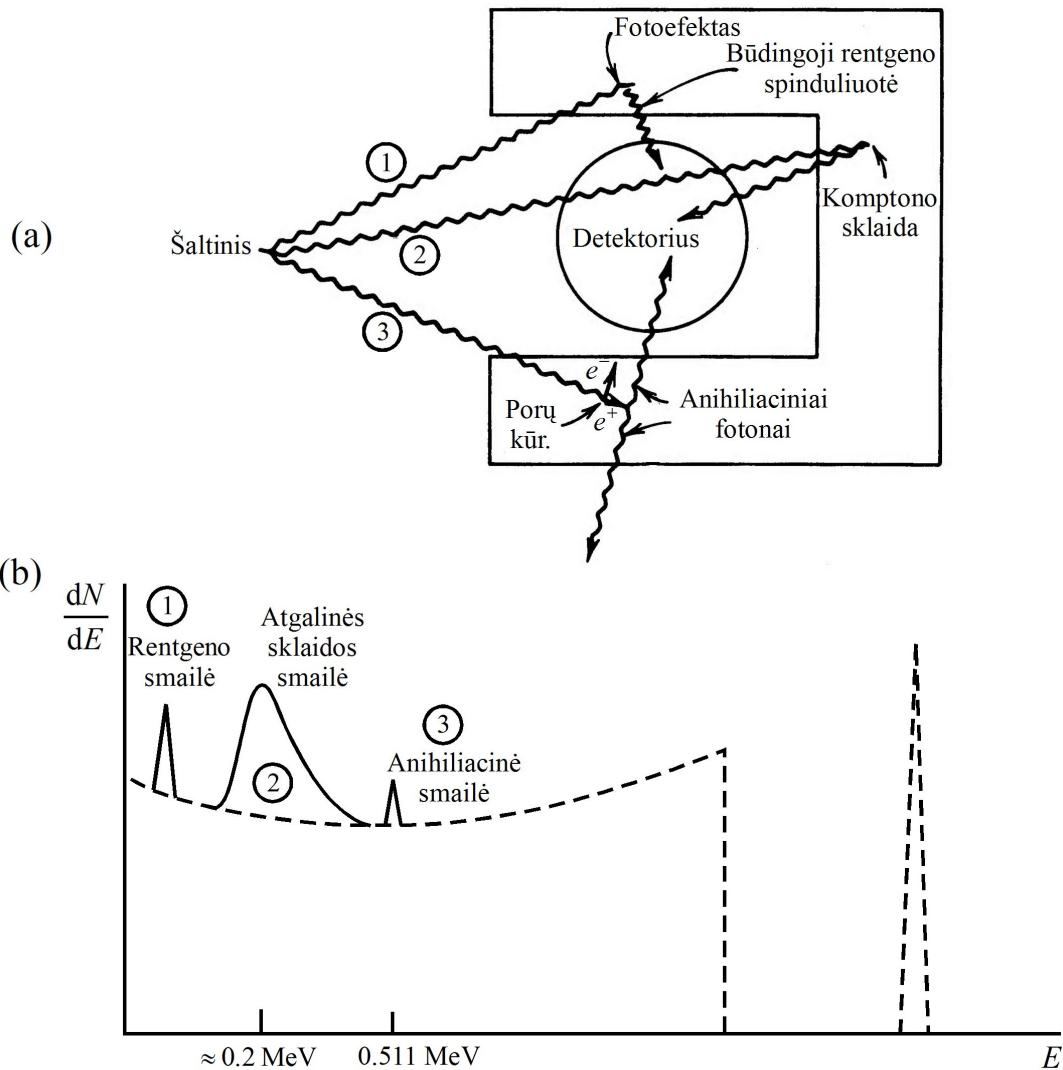 (a)
Fotoefektas
Būdingoji rentgeno
spinduliuotė
1
Komptono
sklaida
Šaltinis
2
Detektorius
3
e−
Porų
kūr.
e+
Anihiliaciniai
fotonai
(b)
dN
dE
1
Rentgeno
smailė
Atgalinės
sklaidos
smailė
2
3
Anihiliacinė
smailė
≈ 0.2 MeV
0.511 MeV
E